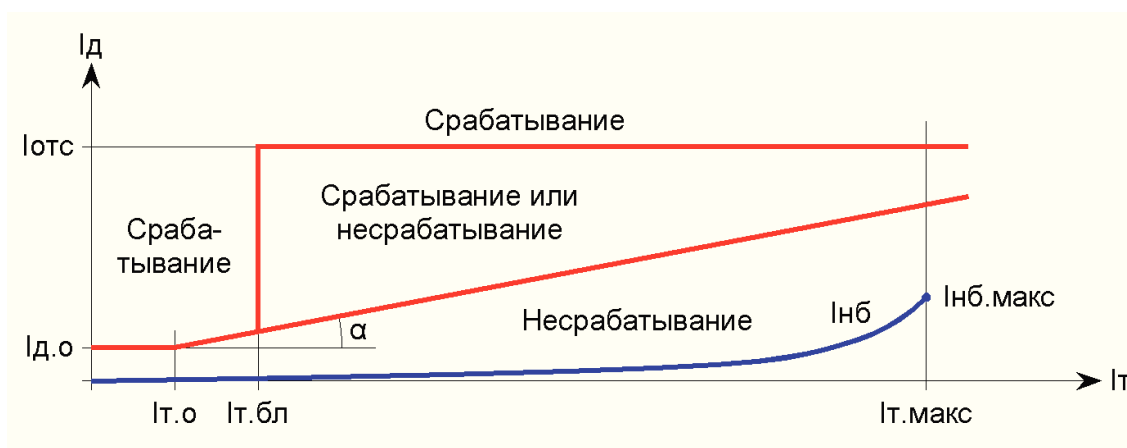 Iд
Срабатывание
Iотс
Срабатывание или
несрабатывание
Сраба-
тывание
Iнб.макс
Iнб
Несрабатывание
α
Iд.о
Iт
Iт.о
Iт.бл
Iт.макс